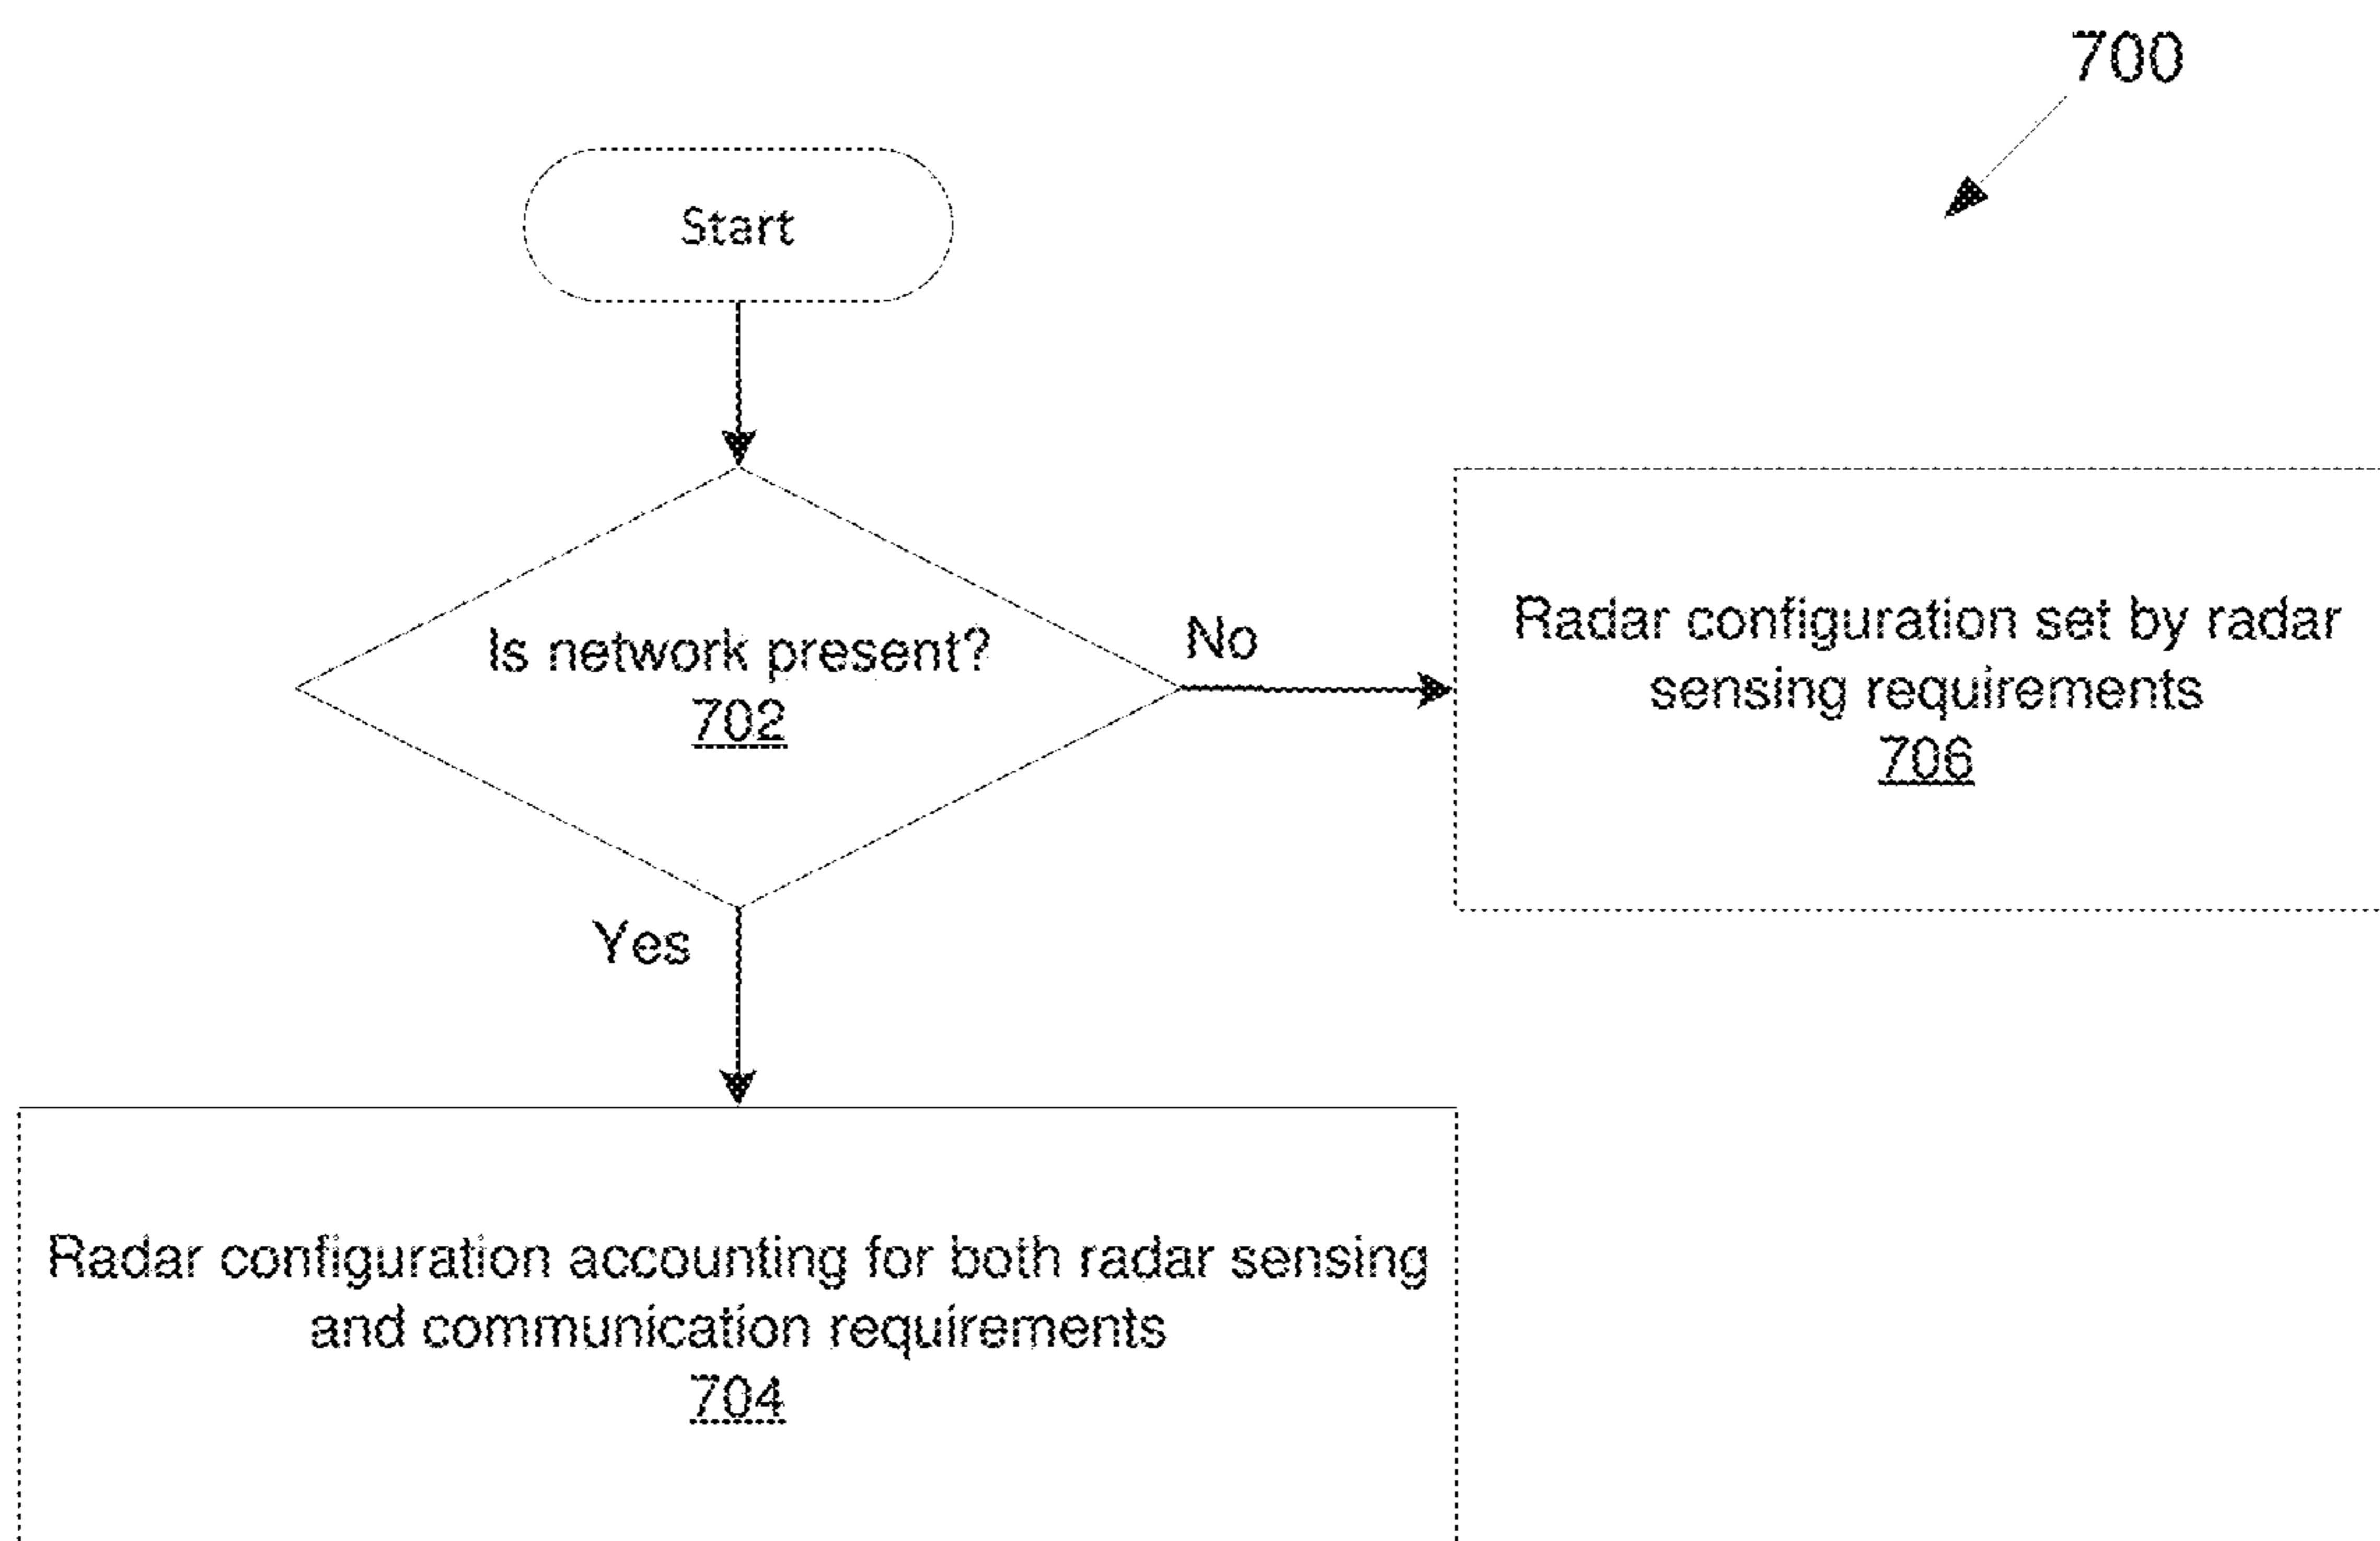 700
Start
Is network present?
702
No
Radar configuration set by radar
sensing requirements
706
Yes
Radar configuration accounting for both radar sensing
and communication requirements
704